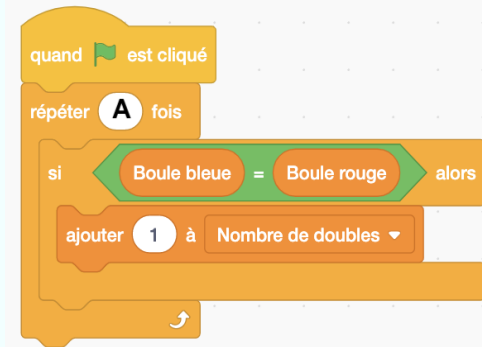 quand est cliqué
répéter A fois
si Boule bleue = Boule rouge alors
ajouter 1 à Nombre de doubles